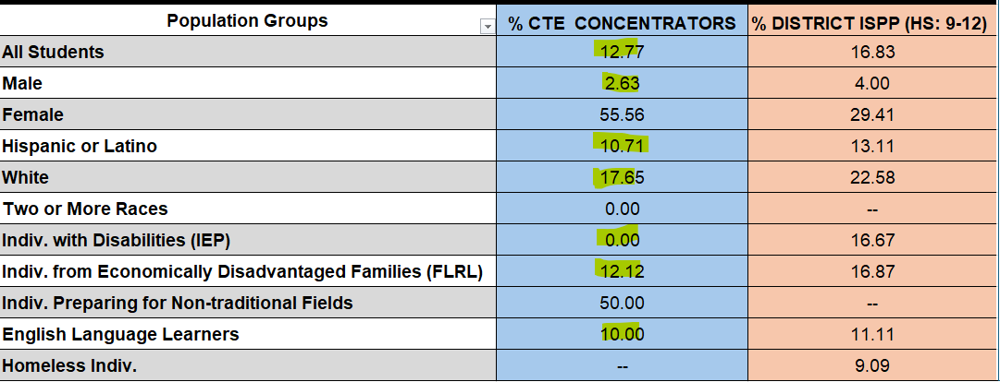 Population Groups % CTE CONCENTRATORS % DISTRICT ISPP (HS: 9-12)
All Students 12.77 16.83
Male 2.63 4.00
Female 55.56 29.41
Hispanic or Latino 10.71 13.11
White 17.65 22.58
Two or More Races 0.00 --
Indiv. with Disabilities (IEP) 0.00 16.67
Indiv. from Economically Disadvantaged Families (FLRL) 12.12 16.87
Indiv. Preparing for Non-traditional Fields 50.00 --
English Language Learners 10.00 11.11
Homeless Indiv. -- 9.09